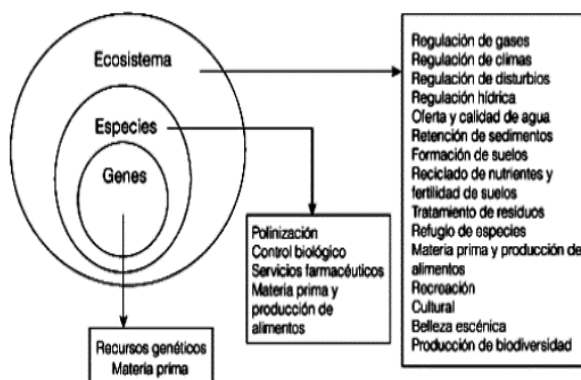 Ecosistema
Especies
Genes
Regulación de gases
Regulación de climas
Regulación de disturbios
Regulación hídrica
Oferta y calidad de agua
Retención de sedimentos
Formación de suelos
Reciclado de nutrientes y
fertilidad de suelos
Tratamiento de resíduos
Refugio de especies
Materia prima y producción de
alimentos
Recreación
Cultural
Belleza escénica
Producción de biodiversidad
Polinización
Control biológico
Servicios farmacéuticos
Materia prima y
producción de
alimentos
Recursos genéticos
Materia prima